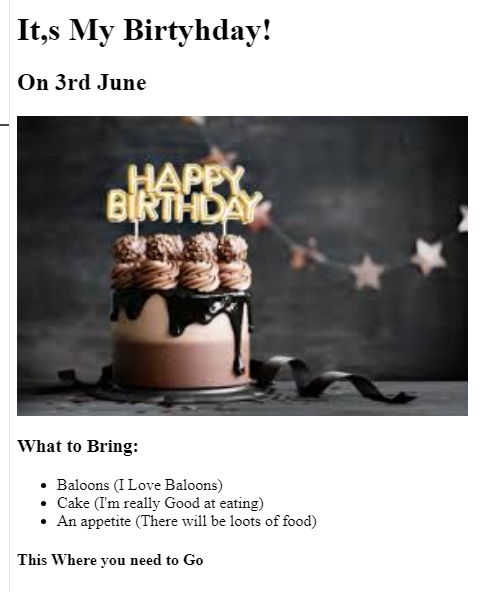 It,s My Birtyhday!
On 3rd June
HAPPY
BIRTHDAY
What to Bring:
Baloons (I Love Baloons)
Cake (I'm really Good at eating)
An appetite (There will be loots of food)
This Where you need to Go